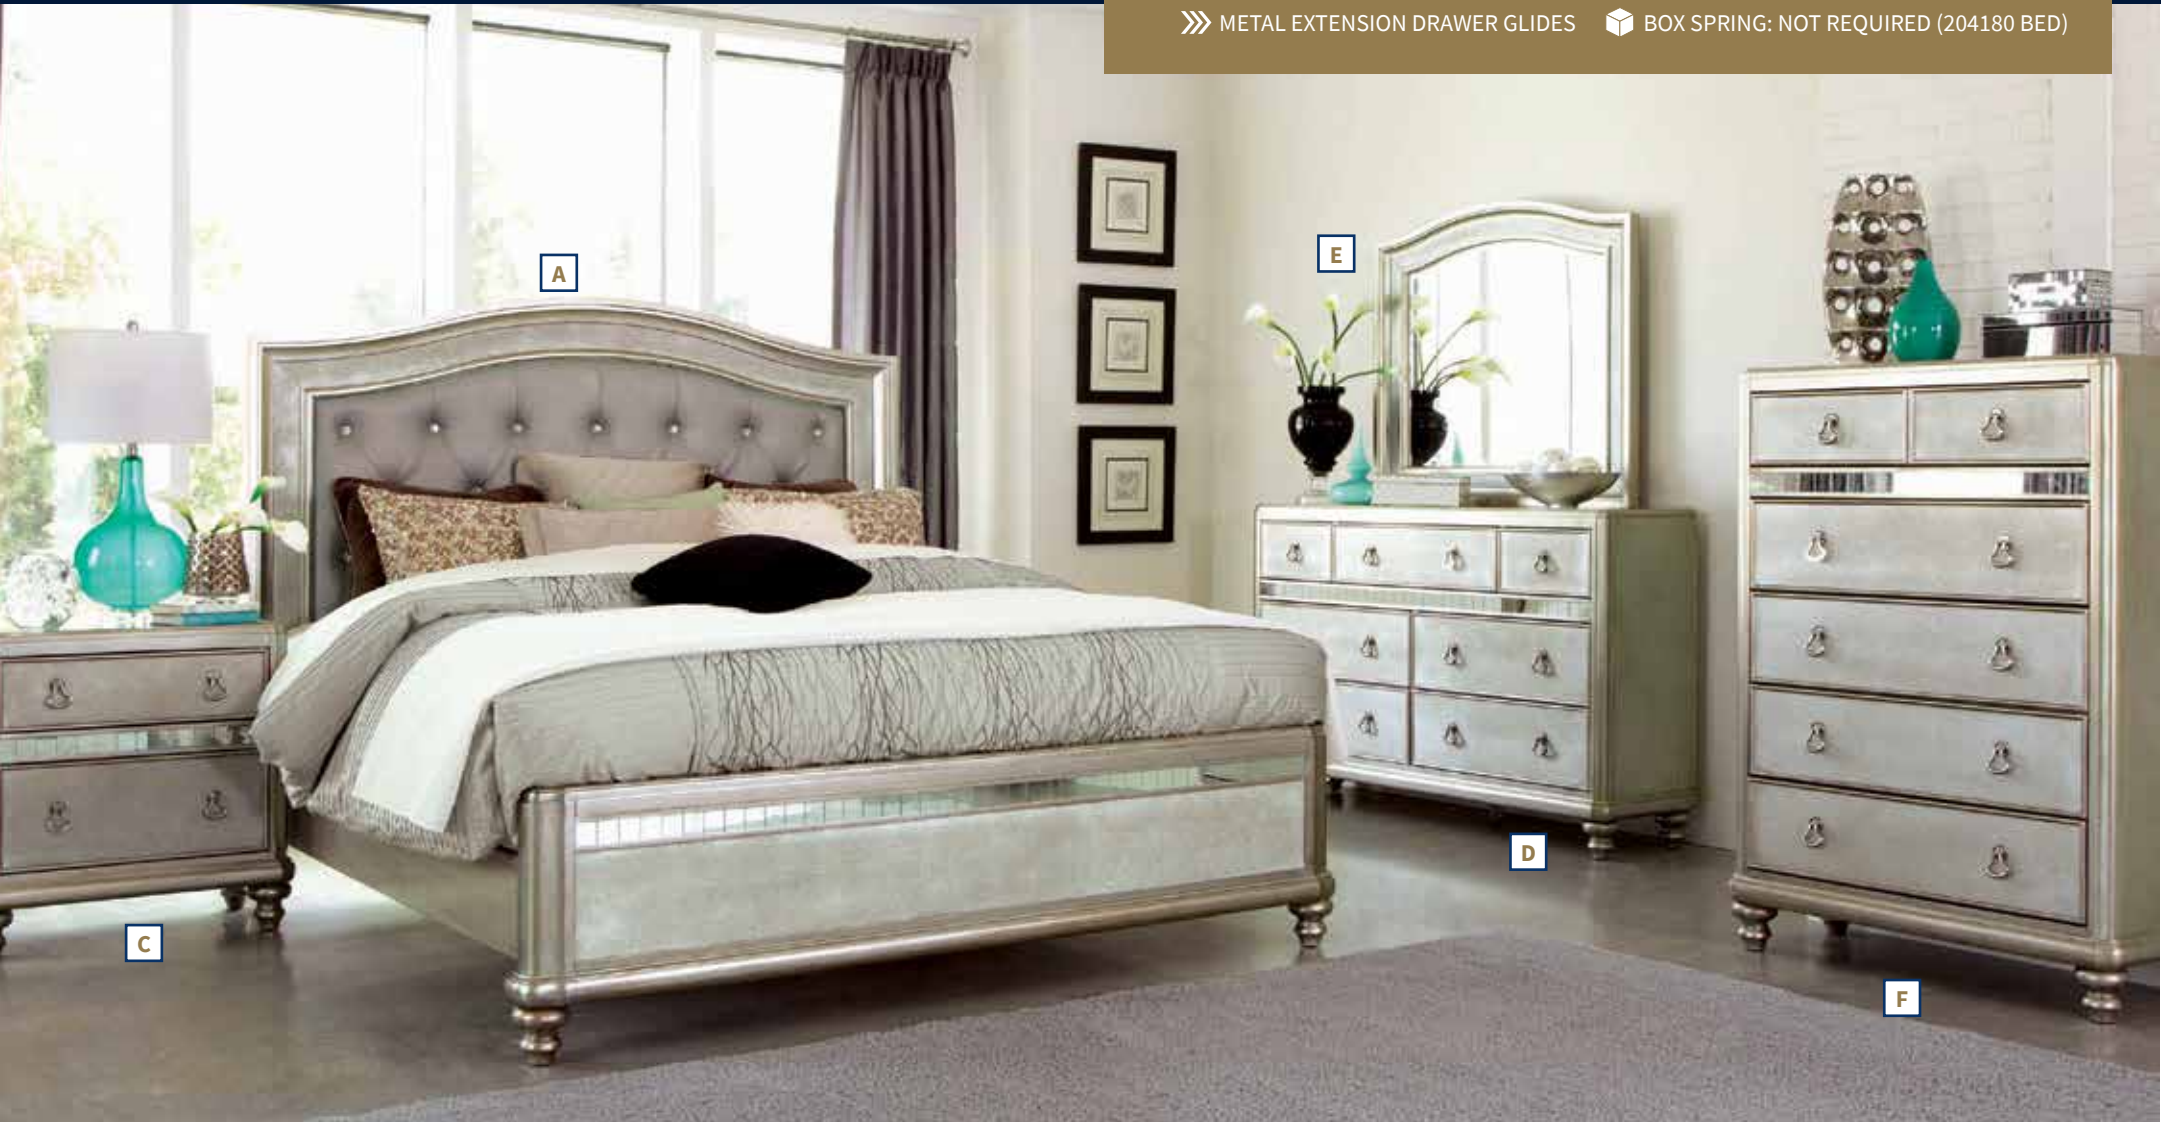 METAL EXTENSION DRAWER GLIDES BOX SPRING: NOT REQUIRED (204180 BED)
A
E
C
D
F